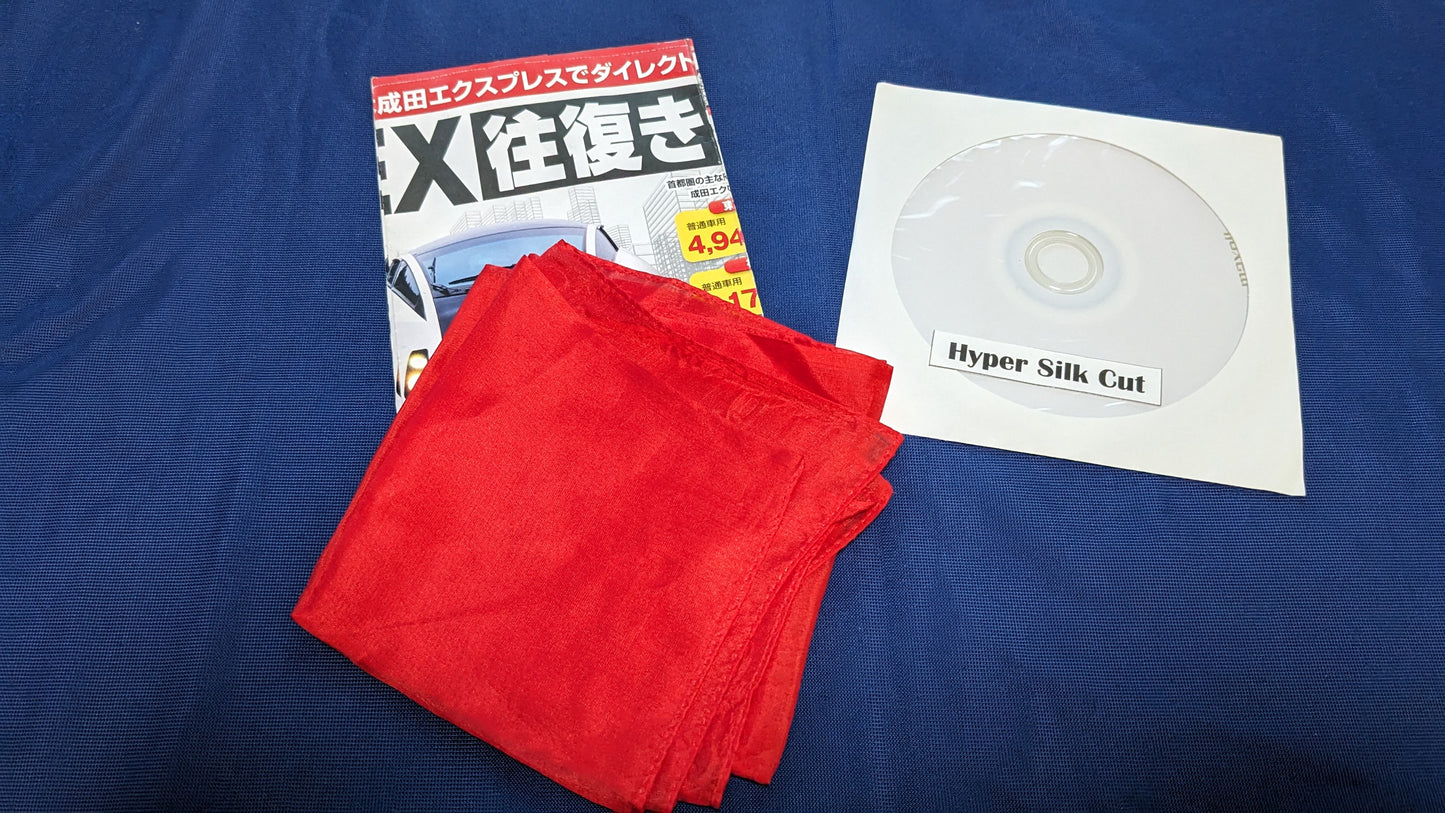 成田エクスプレスでダイレクト
EX往復き
首都圏の主な
成田エク
普通車用
4,94
普通車用
17
Hyper Silk Cut